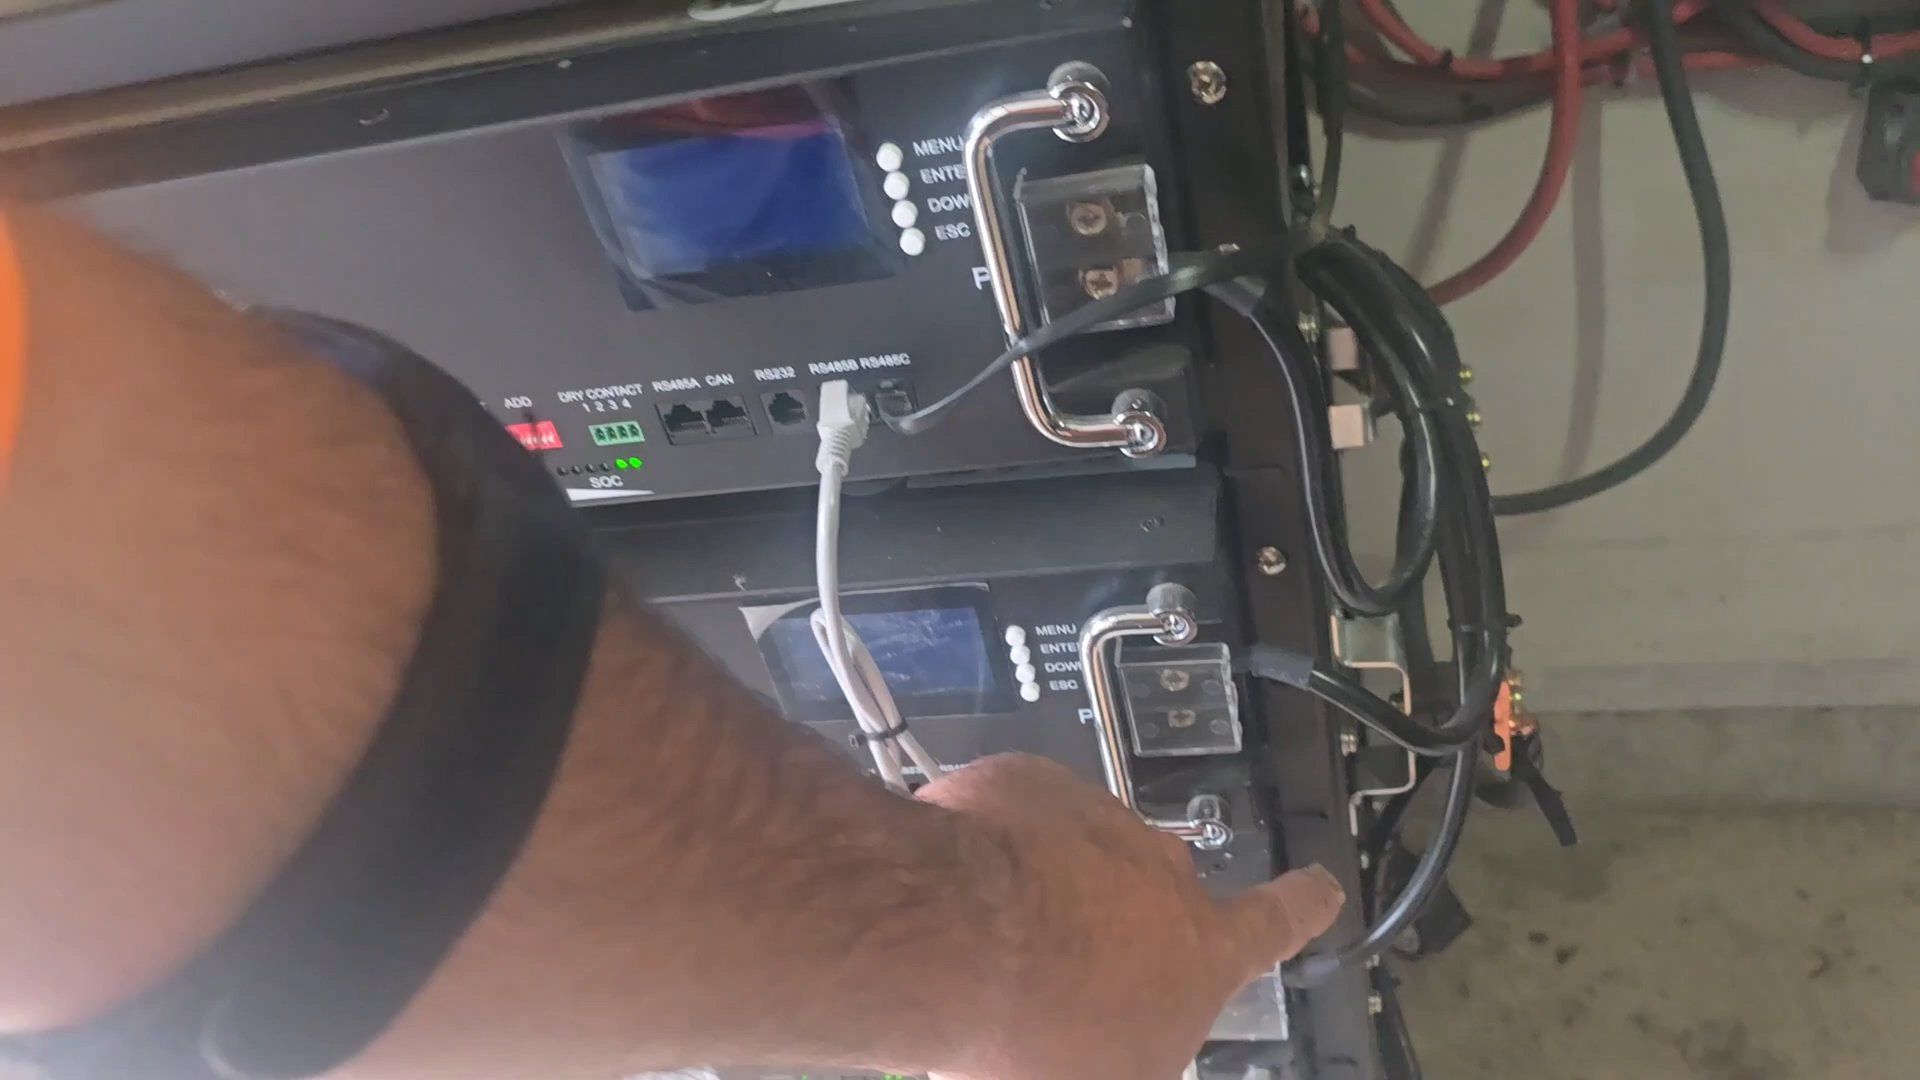 MENU
ENTE
DOW
ESC
P
RS485A CAN RS232 RS485B RS485C
ADD
DRY CONTACT
1 2 3 4
SOC
MENU
ENTE
DOW
ESC
P